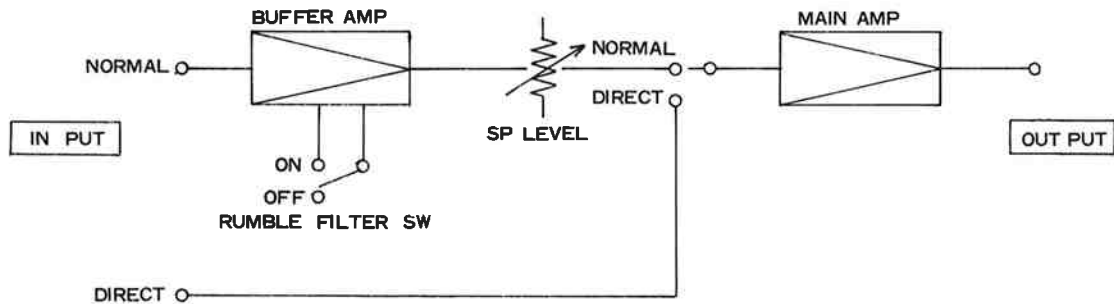 BUFFER AMP
MAIN AMP
NORMAL
NORMAL
DIRECT
SP LEVEL
IN PUT
OUT PUT
ON
OFF
RUMBLE FILTER SW
DIRECT